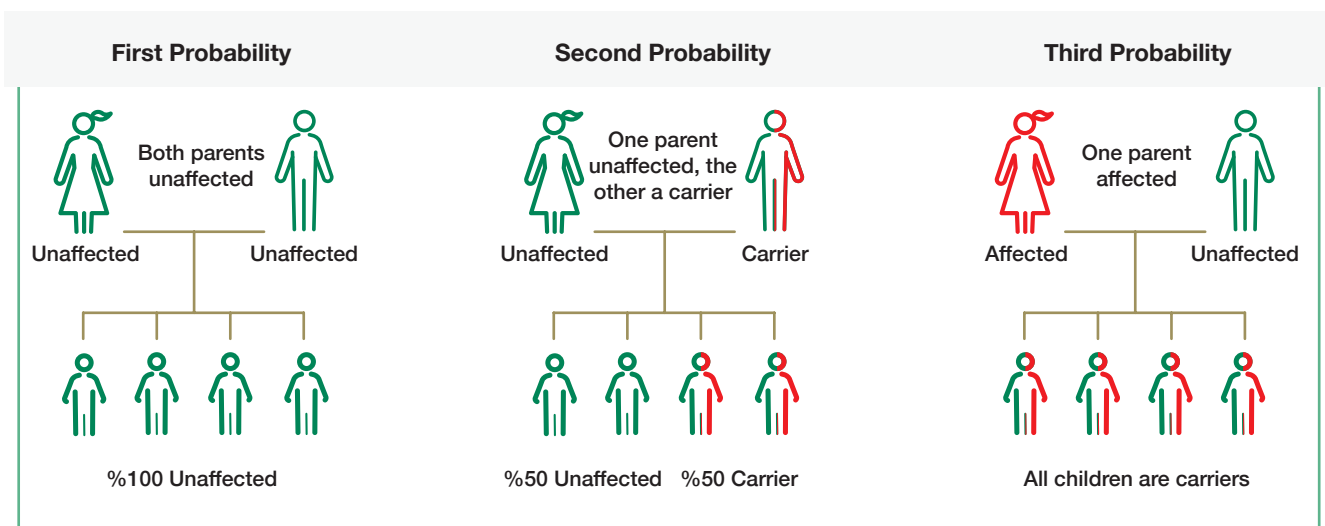 First Probability
Second Probability
Third Probability
Both parents
unaffected
Unaffected
Unaffected
%100 Unaffected
One parent
unaffected, the
other a carrier
Unaffected
Carrier
%50 Unaffected
%50 Carrier
One parent
affected
Affected
Unaffected
All children are carriers